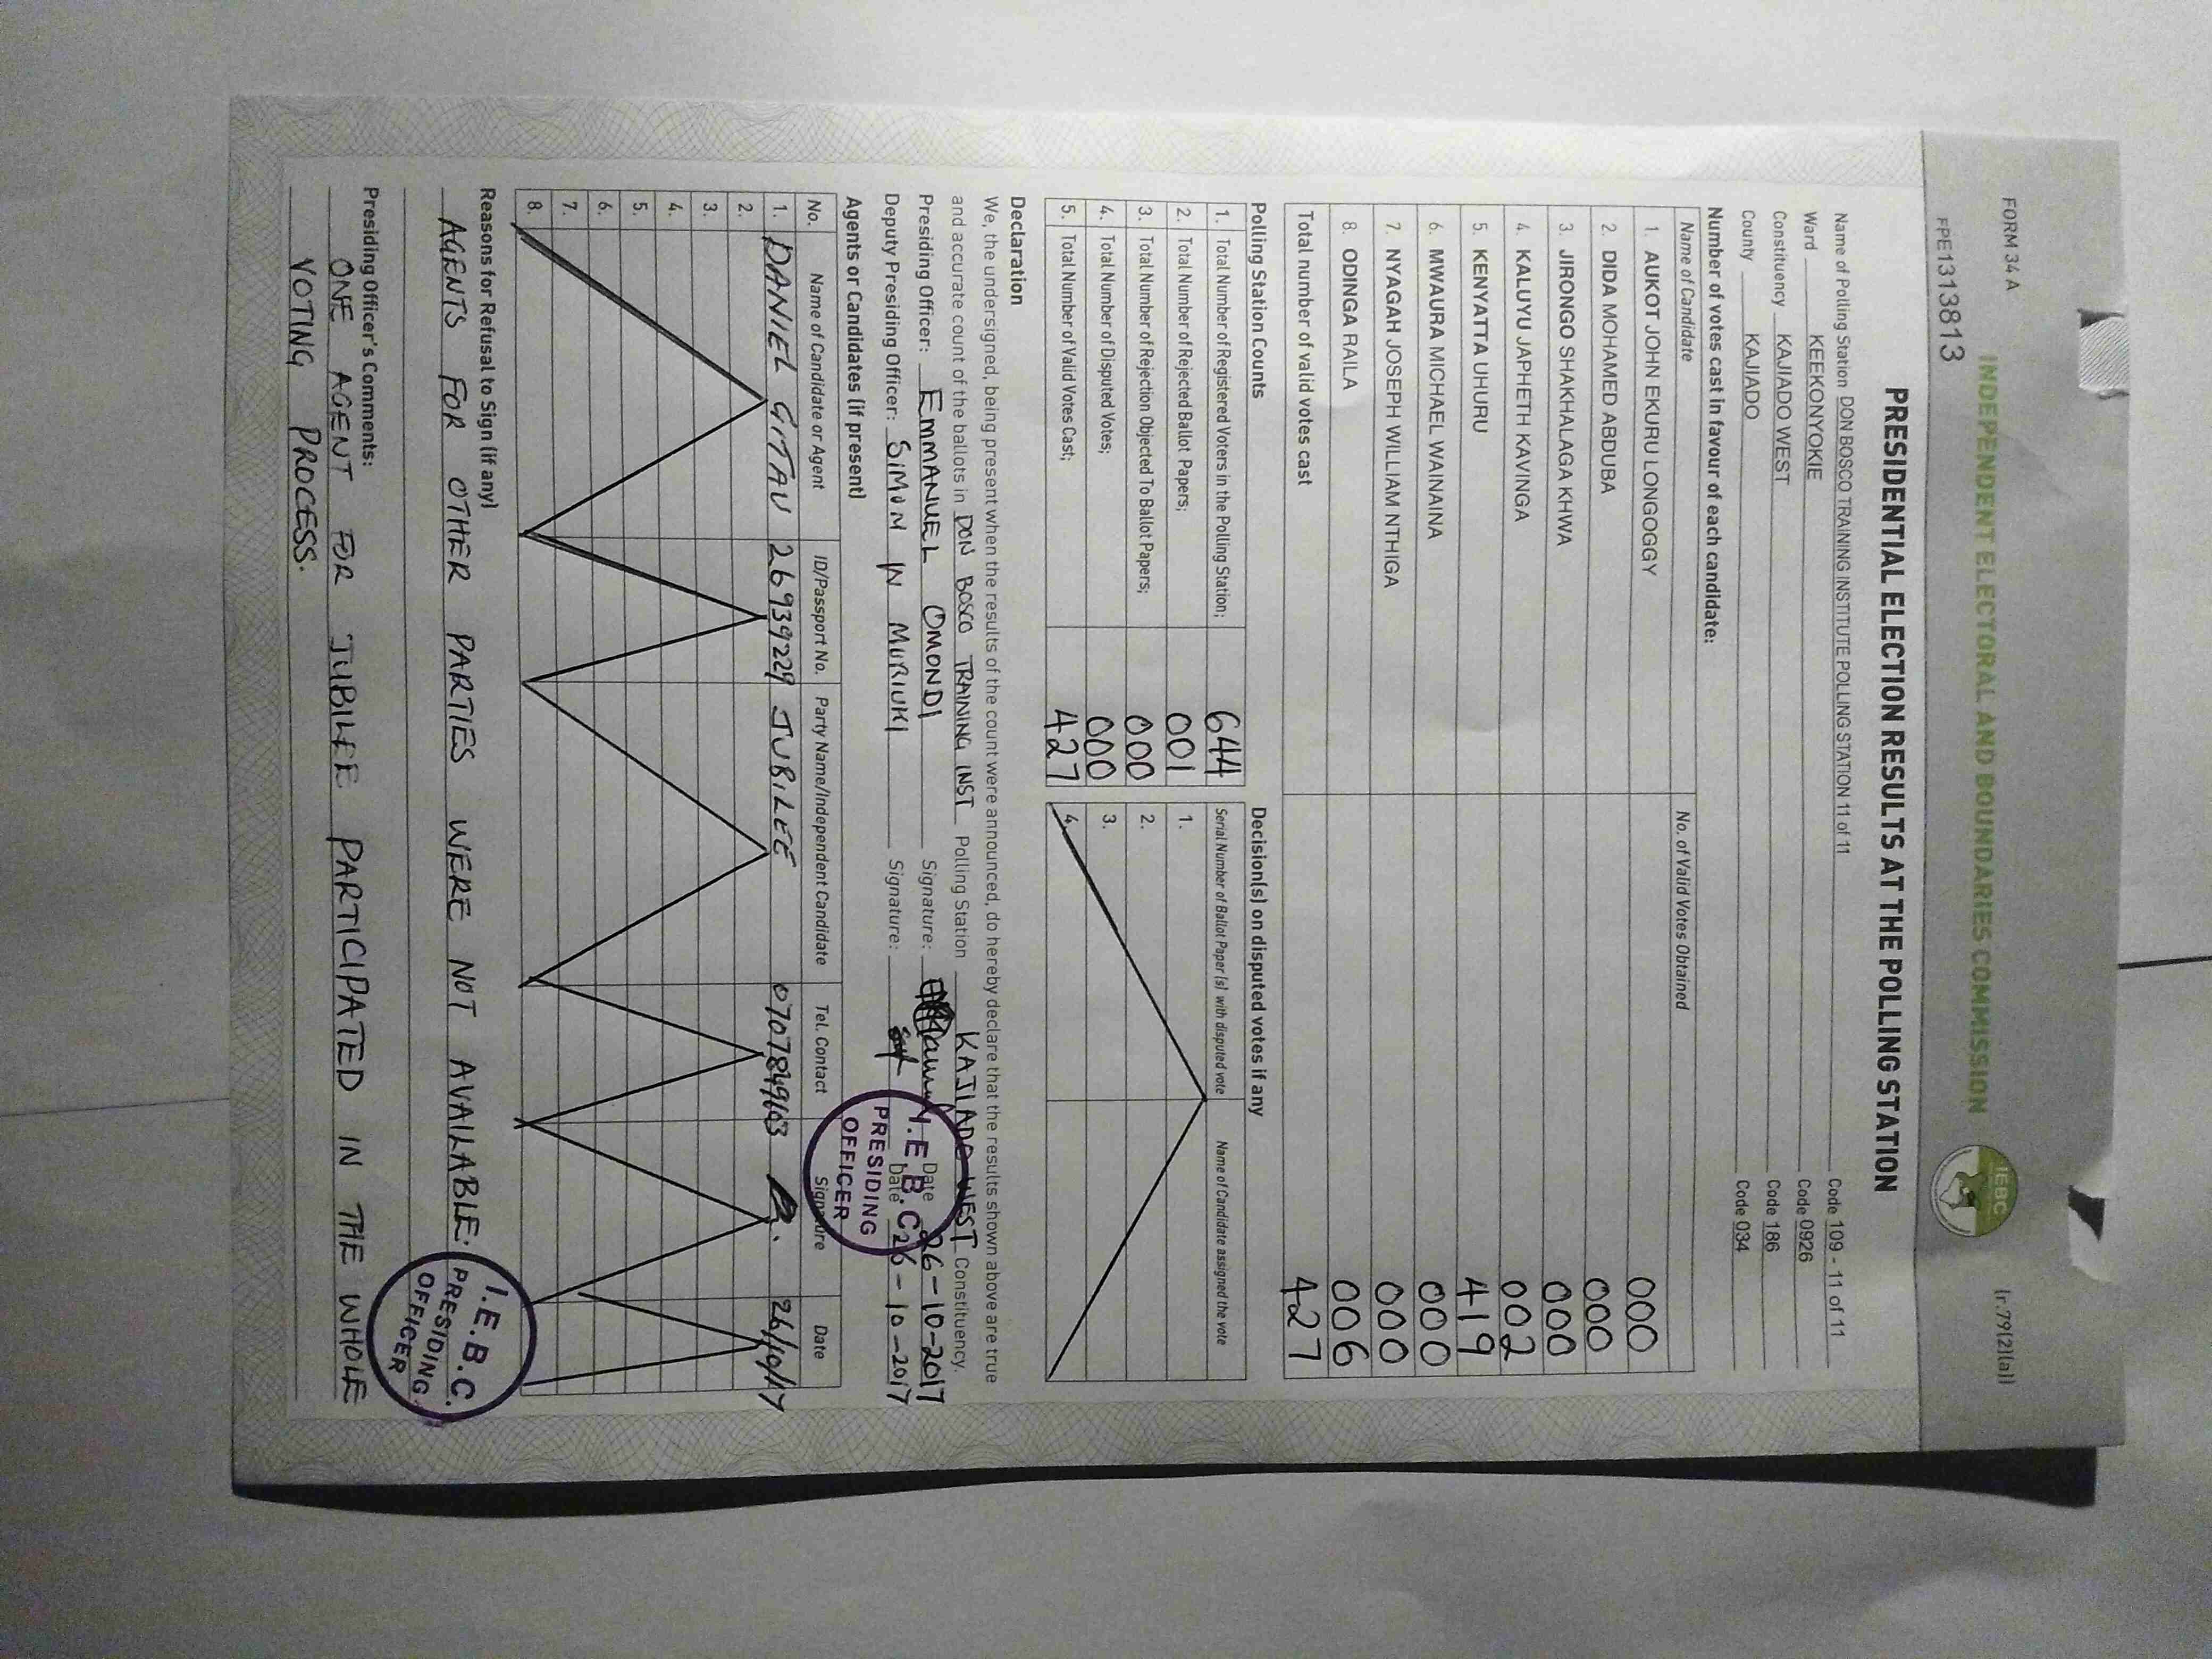 FORM 34 A
(r.79(2)(a))
INDEPENDENT ELECTORAL AND BOUNDARIES COMMISSION
IEBC
FPE1313813
PRESIDENTIAL ELECTION RESULTS AT THE POLLING STATION
Name of Polling Station DON BOSCO TRAINING INSTITUTE POLLING STATION 11 of 11 Code 109 - 11 of 11
Ward KEEKONYOKIE Code 0926
Constituency KAJIADO WEST Code 186
County KAJIADO Code 034
Number of votes cast in favour of each candidate:
Name of Candidate No. of Valid Votes Obtained
1. AUKOT JOHN EKURU LONGOGGY 000
2. DIDA MOHAMED ABDUBA 000
3. JIRONGO SHAKHALAGA KHWA 000
4. KALUYU JAPHETH KAVINGA 002
5. KENYATTA UHURU 419
6. MWAURA MICHAEL WAINAINA 000
7. NYAGAH JOSEPH WILLIAM NTHIGA 000
8. ODINGA RAILA 006
Total number of valid votes cast 427
Polling Station Counts Decision(s) on disputed votes if any
1. Total Number of Registered Voters in the Polling Station; 644 Serial Number of Ballot Paper (s) with disputed vote Name of Candidate assigned the vote
2. Total Number of Rejected Ballot Papers; 001 1.
3. Total Number of Rejection Objected To Ballot Papers; 000 2.
4. Total Number of Disputed Votes; 000 3.
5. Total Number of Valid Votes Cast; 427 4.
Declaration
We, the undersigned, being present when the results of the count were announced, do hereby declare that the results shown above are true
and accurate count of the ballots in DON BOSCO TRAINING INST Polling Station KAJIADO WEST Constituency.
Presiding Officer: EMMANUEL OMONDI Signature: Date 26-10-2017
Deputy Presiding Officer: SIMON N MURIUKI Signature: Date 26-10-2017
I.E.B.C
PRESIDING
OFFICER
Agents or Candidates (if present)
No. Name of Candidate or Agent ID/Passport No. Party Name/Independent Candidate Tel. Contact Signature Date
1. DANIEL GITAU 26939229 JUBILEE 0707849163 26/10/17
2.
3.
4.
5.
6.
7.
8.
Reasons for Refusal to Sign (if any)
AGENTS FOR OTHER PARTIES WERE NOT AVAILABLE.
I.E.B.C.
PRESIDING
OFFICER
Presiding Officer's Comments:
ONE AGENT FOR JUBILEE PARTICIPATED IN THE WHOLE
VOTING PROCESS.